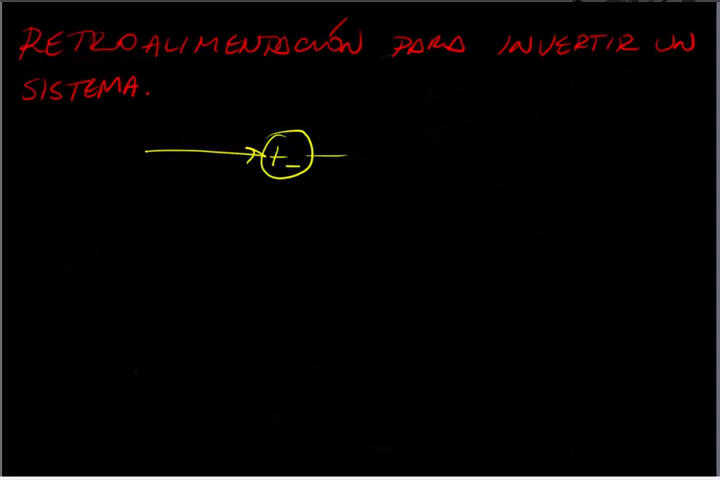 RETROALIMENTACIÓN PARA INVERTIR UN
SISTEMA.
+ -